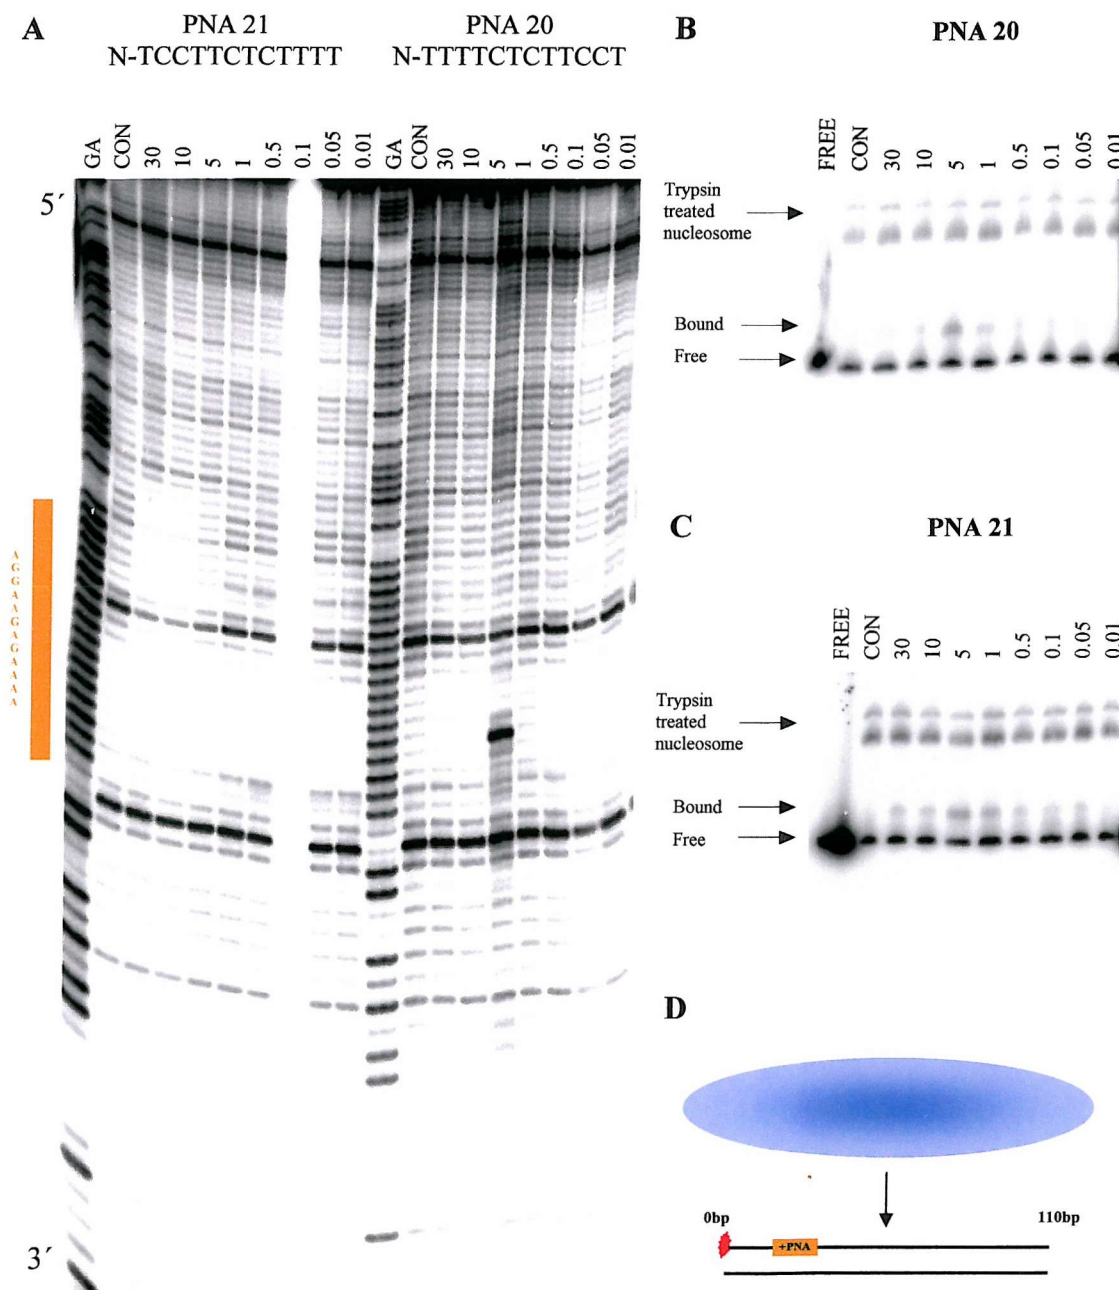 A
PNA 21
N-TCCTTCTCTTTT
PNA 20
N-TTTTCTCTTCCT
GA CON 30 10 5 1 0.5 0.1 0.05 0.01 GA CON 30 10 5 1 0.5 0.1 0.05 0.01
5´
AGGAAGAGAAAA
3´
B
PNA 20
FREE CON 30 10 5 1 0.5 0.1 0.05 0.01
Trypsin
treated
nucleosome
Bound
Free
C
PNA 21
FREE CON 30 10 5 1 0.5 0.1 0.05 0.01
Trypsin
treated
nucleosome
Bound
Free
D
0bp
110bp
+PNA